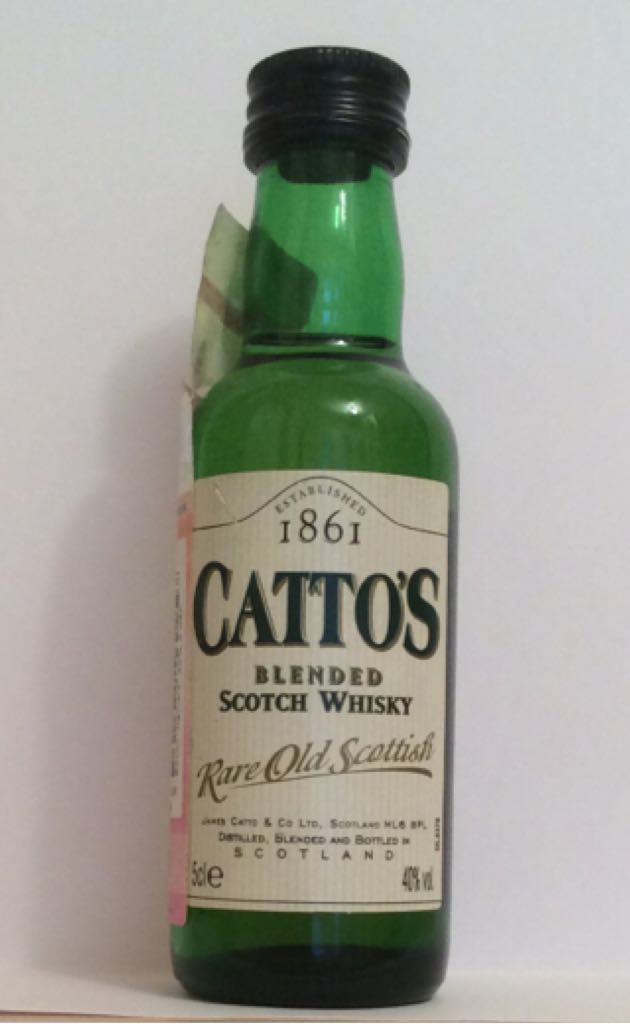 ESTABLISHED
1861
CATTO'S
BLENDED
SCOTCH WHISKY
Rare Old Scottish
JAMES CATTO & CO LTD, SCOTLAND ML6 8PL
DISTILLED, BLENDED AND BOTTLED IN
SCOTLAND
5cl e 40% vol